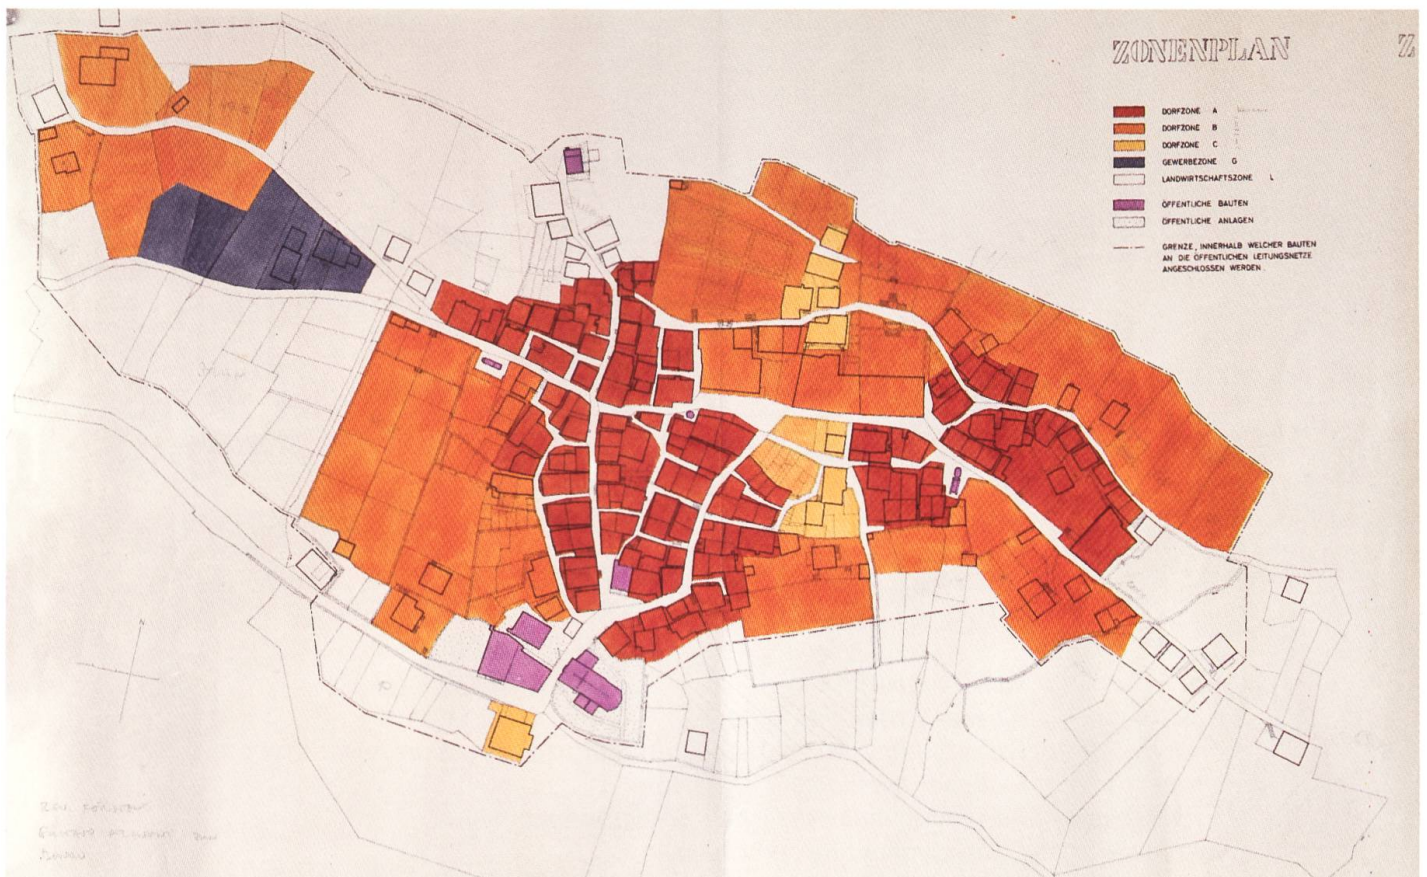 ZONENPLAN
Z
DORFZONE A
DORFZONE B
DORFZONE C
GEWERBEZONE G
LANDWIRTSCHAFTSZONE L
ÖFFENTLICHE BAUTEN
ÖFFENTLICHE ANLAGEN
GRENZE, INNERHALB WELCHER BAUTEN
AN DIE ÖFFENTLICHEN LEITUNGSNETZE
ANGESCHLOSSEN WERDEN.
N